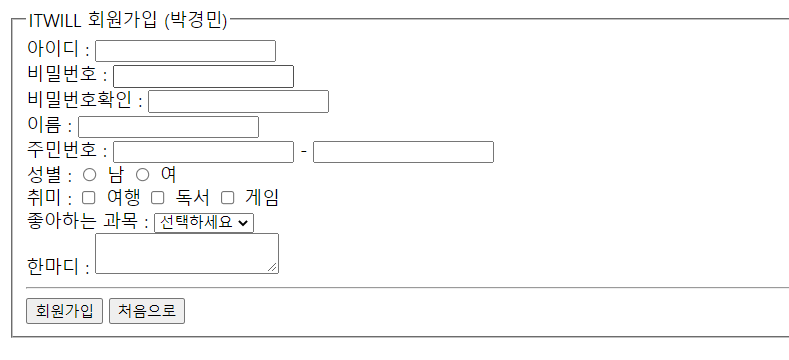 ITWILL 회원가입 (박경민)
아이디 :
비밀번호 :
비밀번호확인 :
이름 :
주민번호 : -
성별 : 남 여
취미 : 여행 독서 게임
좋아하는 과목 : 선택하세요
한마디 :
회원가입 처음으로